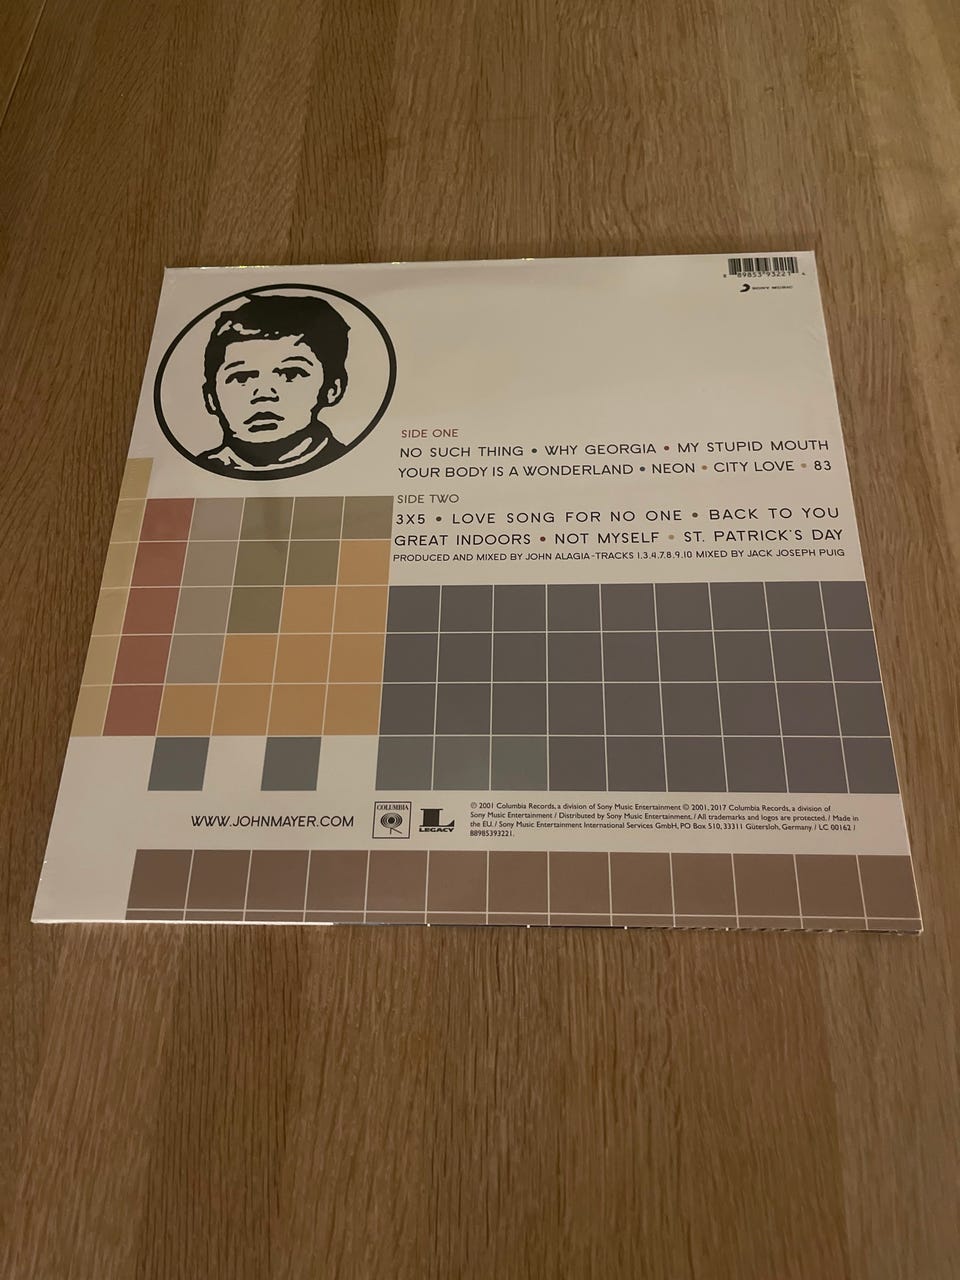 8 89853 93221 4
SONY MUSIC
SIDE ONE
NO SUCH THING • WHY GEORGIA • MY STUPID MOUTH
YOUR BODY IS A WONDERLAND • NEON • CITY LOVE • 83
SIDE TWO
3X5 • LOVE SONG FOR NO ONE • BACK TO YOU
GREAT INDOORS • NOT MYSELF • ST. PATRICK'S DAY
PRODUCED AND MIXED BY JOHN ALAGIA-TRACKS 1,3,4,7,8,9,10 MIXED BY JACK JOSEPH PUIG
WWW.JOHNMAYER.COM
COLUMBIA
L
LEGACY
℗ 2001 Columbia Records, a division of Sony Music Entertainment © 2001, 2017 Columbia Records, a division of
Sony Music Entertainment / Distributed by Sony Music Entertainment. / All trademarks and logos are protected. / Made in
the EU. / Sony Music Entertainment International Services GmbH, PO Box 510, 33311 Gütersloh, Germany. / LC 00162 /
88985393221.